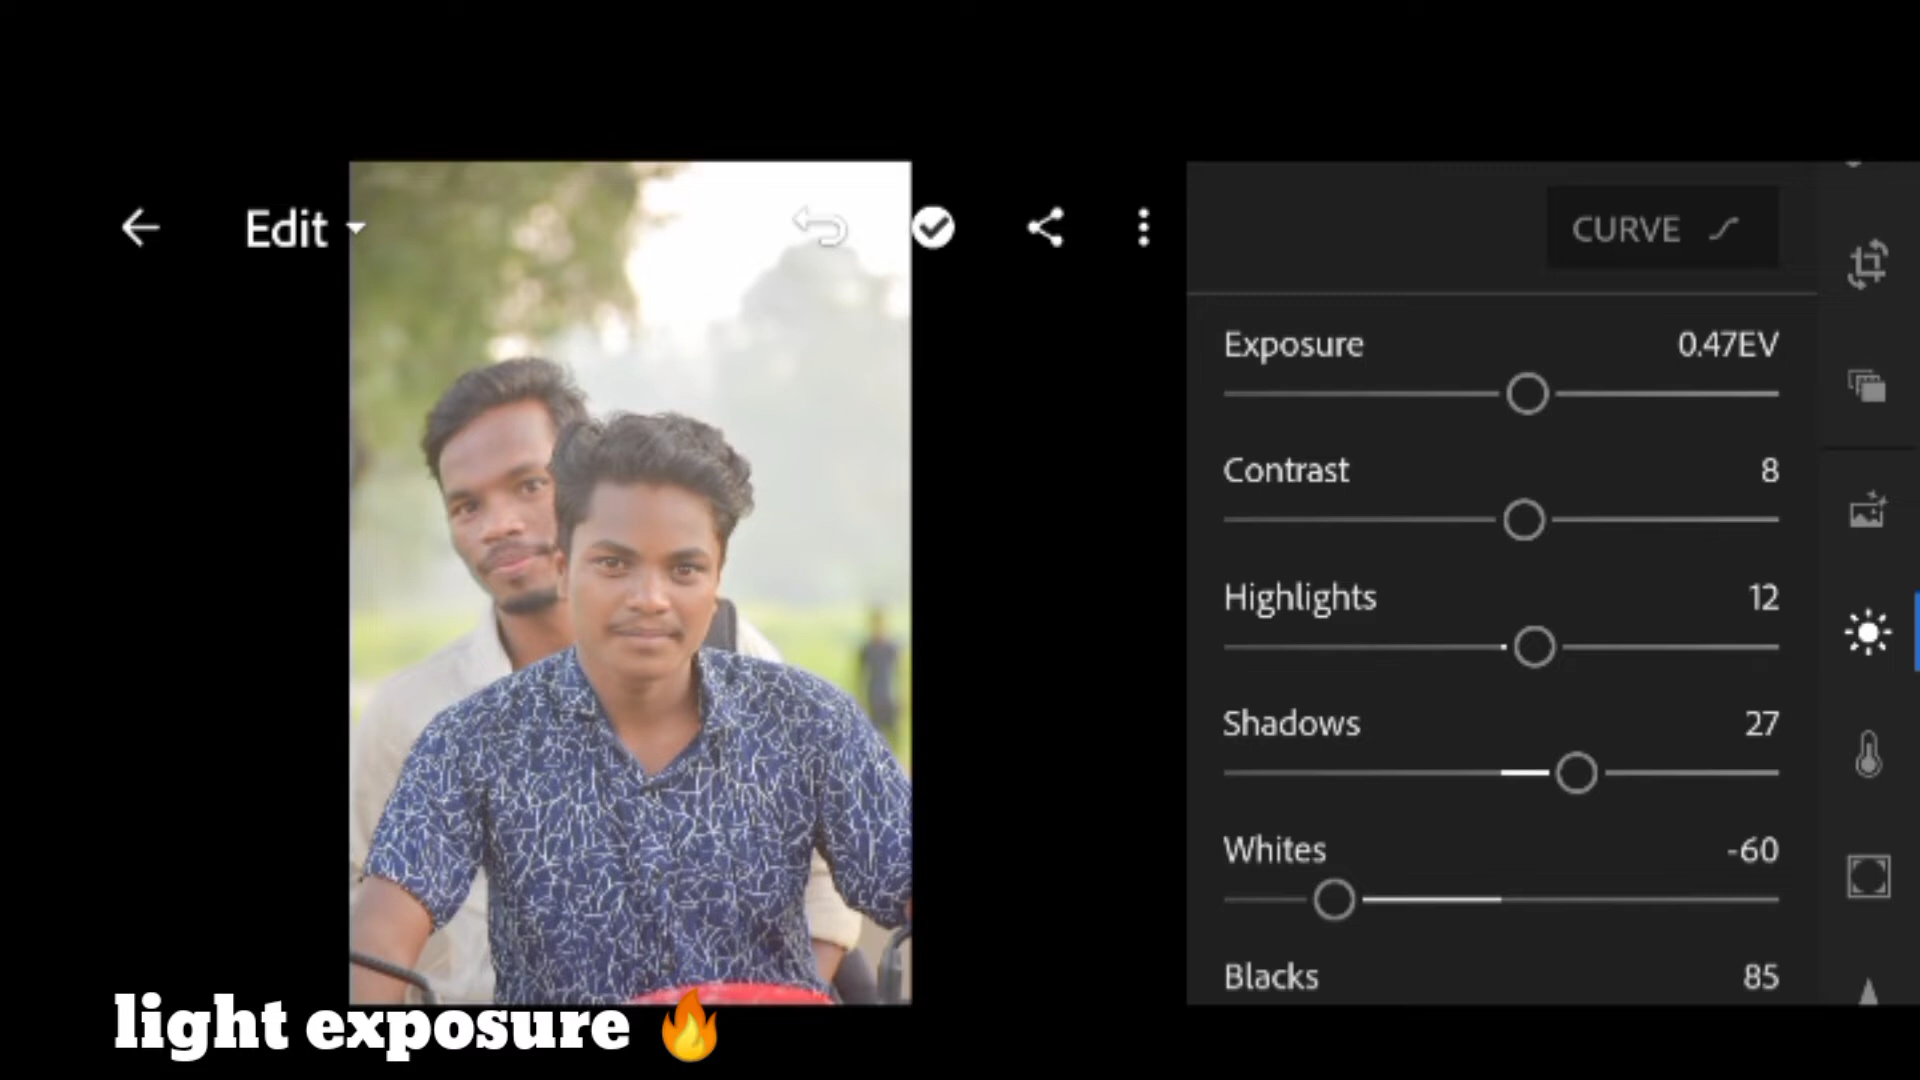 Edit
CURVE
Exposure 0.47EV
Contrast 8
Highlights 12
Shadows 27
Whites -60
Blacks 85
light exposure 🔥